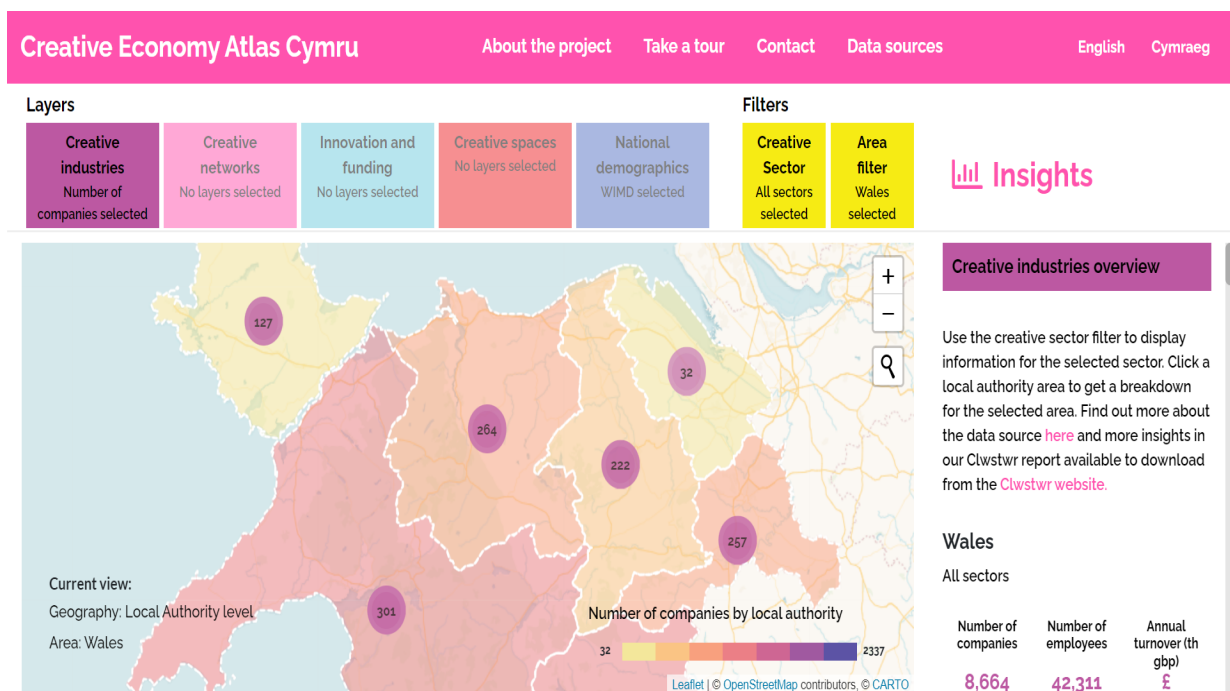 Creative Economy Atlas Cymru
About the project
Take a tour
Contact
Data sources
English
Cymraeg
Layers
Creative
industries
Number of
companies selected
Creative
networks
No layers selected
Innovation and
funding
No layers selected
Creative spaces
No layers selected
National
demographics
WIMD selected
Filters
Creative
Sector
All sectors
selected
Area
filter
Wales
selected
Insights
127
264
222
32
257
301
+
−
Current view:
Geography: Local Authority level
Area: Wales
Number of companies by local authority
32
2337
Leaflet | © OpenStreetMap contributors, © CARTO
Creative industries overview
Use the creative sector filter to display
information for the selected sector. Click a
local authority area to get a breakdown
for the selected area. Find out more about
the data source here and more insights in
our Clwstwr report available to download
from the Clwstwr website.
Wales
All sectors
Number of
companies
8,664
Number of
employees
42,311
Annual
turnover (th
gbp)
£